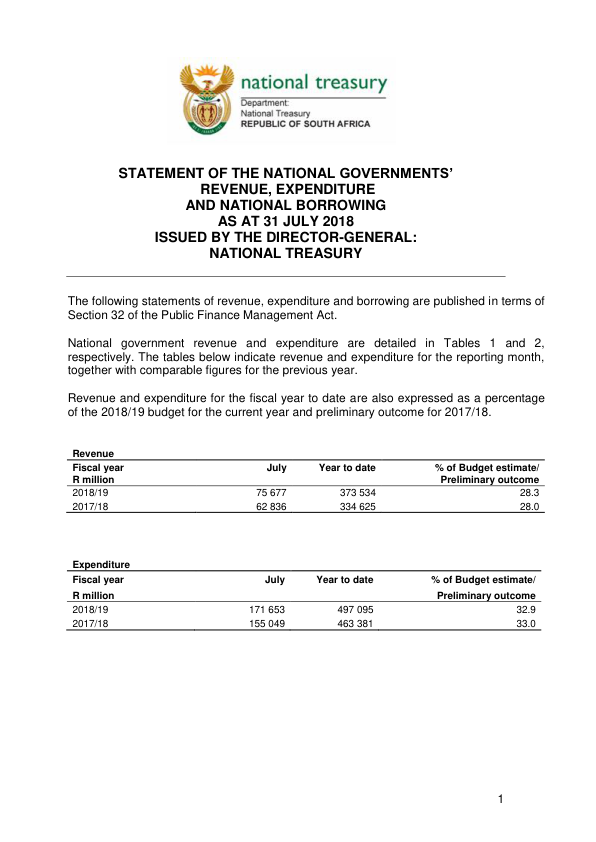 national treasury
Department:
National Treasury
REPUBLIC OF SOUTH AFRICA
STATEMENT OF THE NATIONAL GOVERNMENTS'
REVENUE, EXPENDITURE
AND NATIONAL BORROWING
AS AT 31 JULY 2018
ISSUED BY THE DIRECTOR-GENERAL:
NATIONAL TREASURY
The following statements of revenue, expenditure and borrowing are published in terms of
Section 32 of the Public Finance Management Act.
National government revenue and expenditure are detailed in Tables 1 and 2,
respectively. The tables below indicate revenue and expenditure for the reporting month,
together with comparable figures for the previous year.
Revenue and expenditure for the fiscal year to date are also expressed as a percentage
of the 2018/19 budget for the current year and preliminary outcome for 2017/18.
Revenue
Fiscal year July Year to date % of Budget estimate/
R million Preliminary outcome
2018/19 75 677 373 534 28.3
2017/18 62 836 334 625 28.0
Expenditure
Fiscal year July Year to date % of Budget estimate/
R million Preliminary outcome
2018/19 171 653 497 095 32.9
2017/18 155 049 463 381 33.0
1